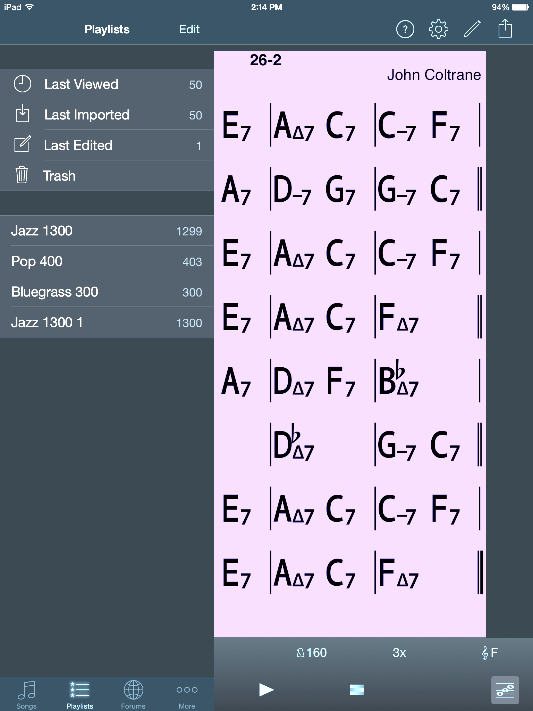 iPad 2:14 PM 94%
Playlists Edit ?
26-2
John Coltrane
Last Viewed 50
Last Imported 50
Last Edited 1
Trash
Jazz 1300 1299
Pop 400 403
Bluegrass 300 300
Jazz 1300 1 1300
E7 AΔ7 C7 C–7 F7
A7 D–7 G7 G–7 C7
E7 AΔ7 C7 C–7 F7
E7 AΔ7 C7 FΔ7
A7 DΔ7 F7 B♭Δ7
D♭Δ7 G–7 C7
E7 AΔ7 C7 C–7 F7
E7 AΔ7 C7 FΔ7
160 3x F
Songs Playlists Forums More